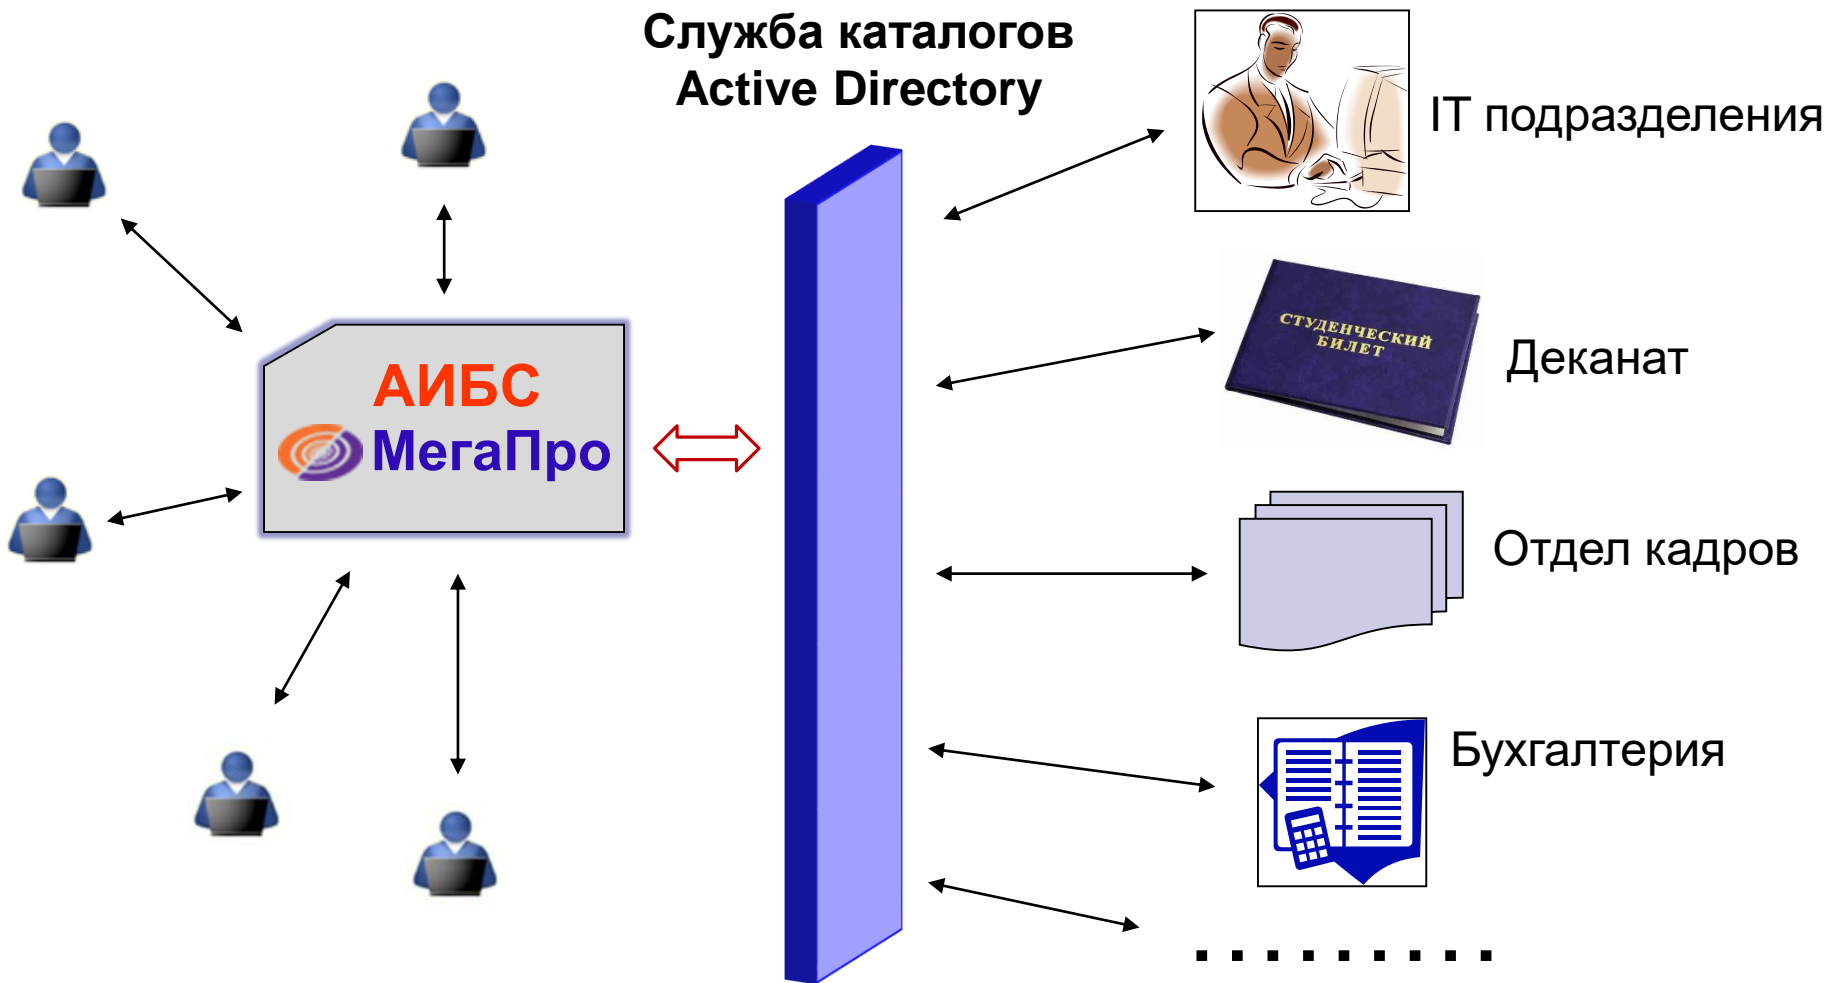 Служба каталогов
Active Directory
IT подразделения
СТУДЕНЧЕСКИЙ
БИЛЕТ
Деканат
АИБС
МегаПро
Отдел кадров
Бухгалтерия
. . . . . . . . .